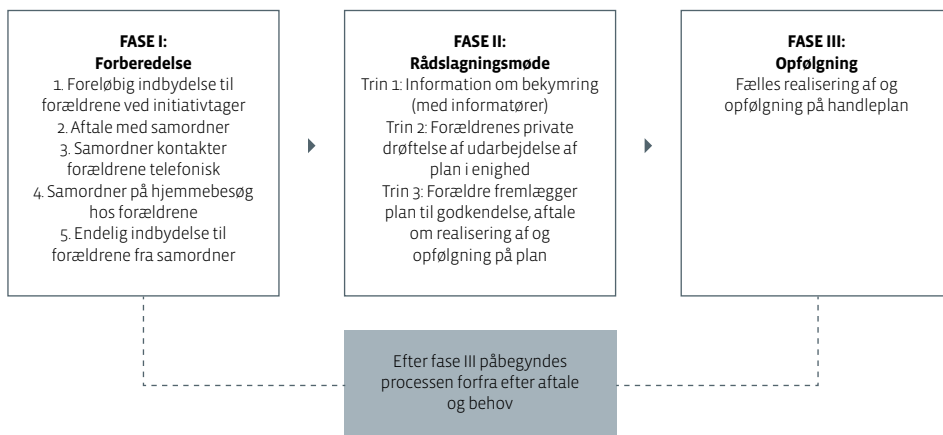 FASE I:
Forberedelse
1. Foreløbig indbydelse til
forældrene ved initiativtager
2. Aftale med samordner
3. Samordner kontakter
forældrene telefonisk
4. Samordner på hjemmebesøg
hos forældrene
5. Endelig indbydelse til
forældrene fra samordner
FASE II:
Rådslagningsmøde
Trin 1: Information om bekymring
(med informatører)
Trin 2: Forældrenes private
drøftelse af udarbejdelse af
plan i enighed
Trin 3: Forældre fremlægger
plan til godkendelse, aftale
om realisering af og
opfølgning på plan
FASE III:
Opfølgning
Fælles realisering af og
opfølgning på handleplan
Efter fase III påbegyndes
processen forfra efter aftale
og behov